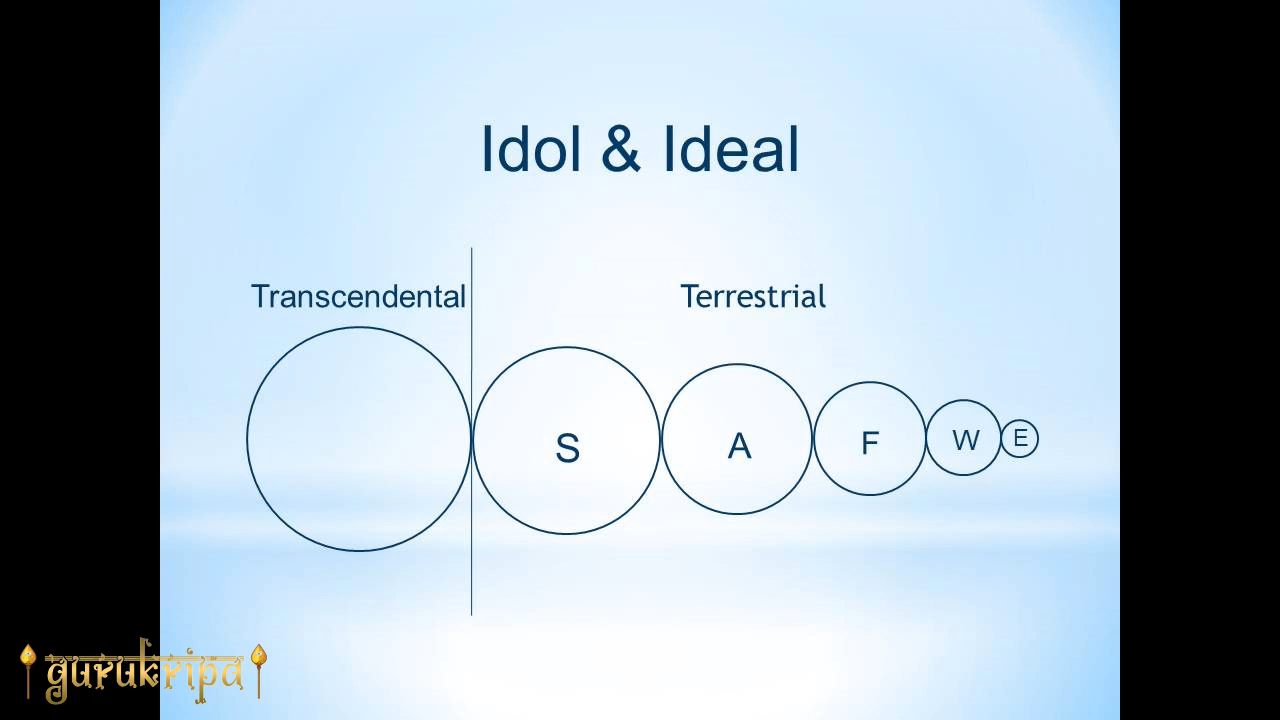 Idol & Ideal
Transcendental
Terrestrial
S A F W E
gurukripa